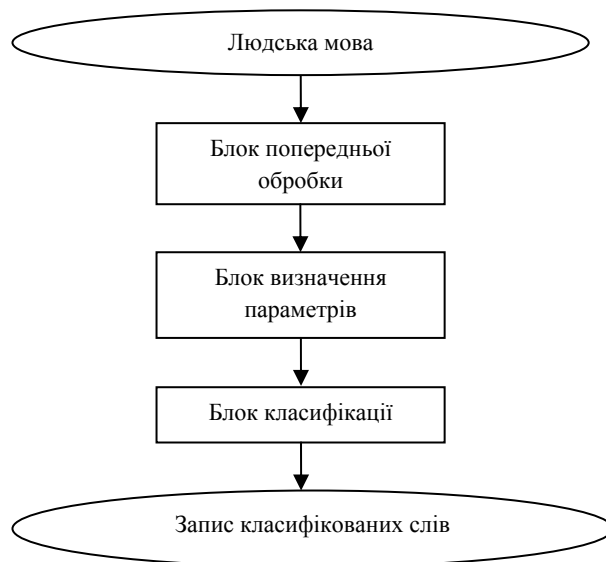 Людська мова
Блок попередньої
обробки
Блок визначення
параметрів
Блок класифікації
Запис класифікованих слів